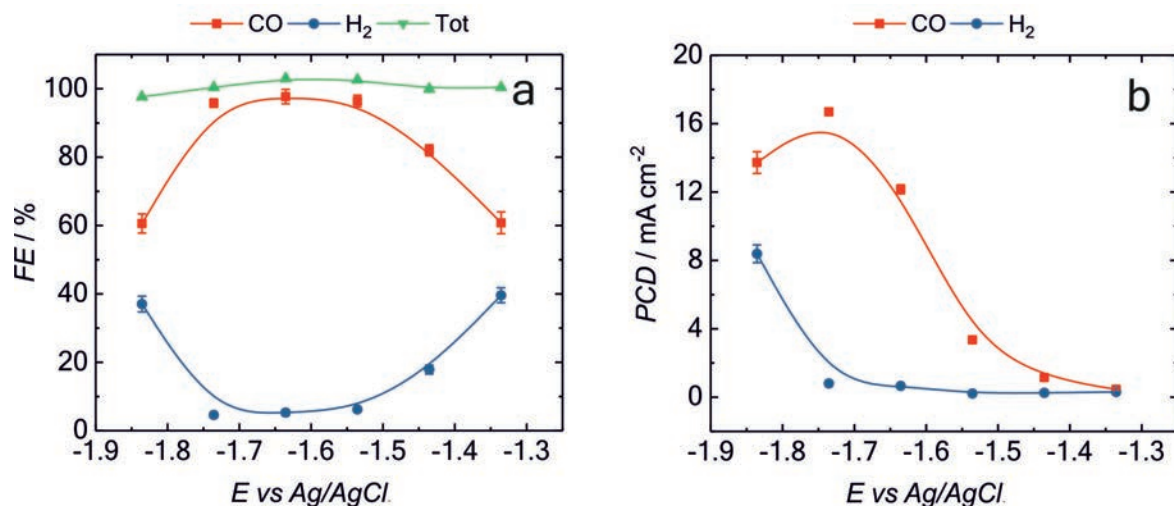 CO H₂ Tot
a
FE / %
100
80
60
40
20
0
-1.9 -1.8 -1.7 -1.6 -1.5 -1.4 -1.3
E vs Ag/AgCl.
CO H₂
b
PCD / mA cm⁻²
20
16
12
8
4
0
-1.9 -1.8 -1.7 -1.6 -1.5 -1.4 -1.3
E vs Ag/AgCl.